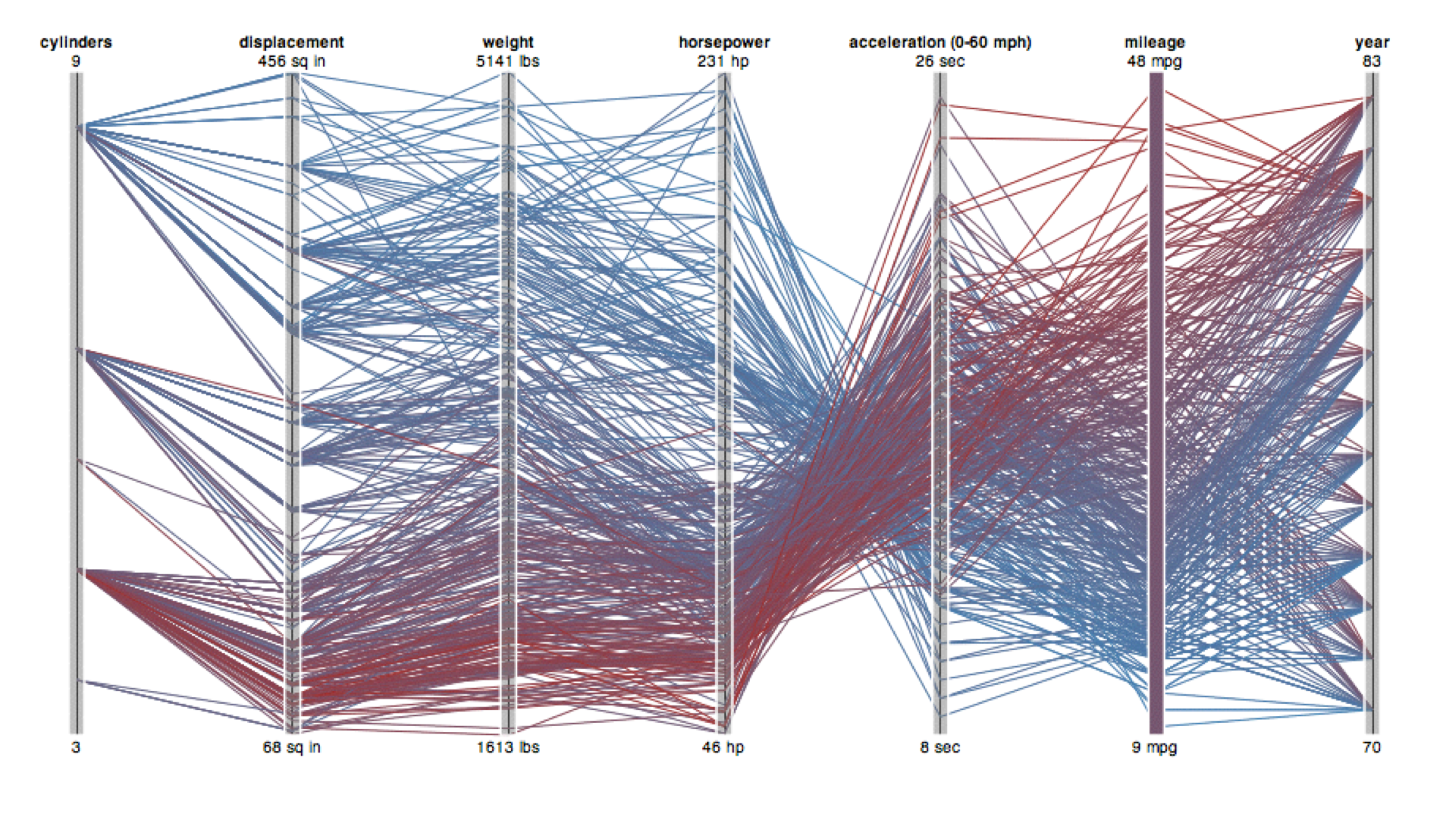 cylinders displacement weight horsepower acceleration (0-60 mph) mileage year
9 456 sq in 5141 lbs 231 hp 26 sec 48 mpg 83
3 68 sq in 1613 lbs 46 hp 8 sec 9 mpg 70